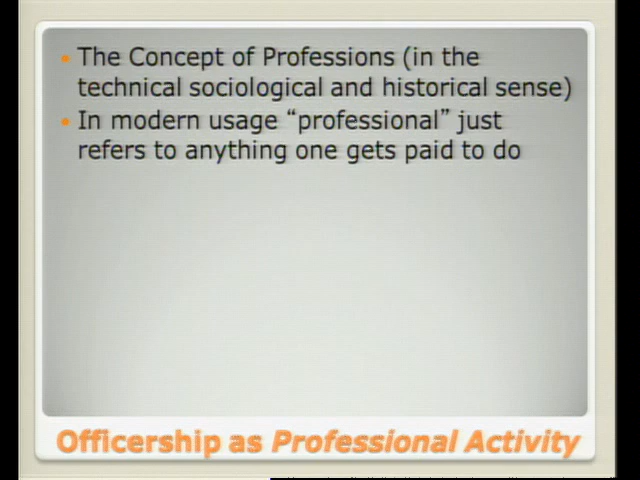 The Concept of Professions (in the
technical sociological and historical sense)
In modern usage “professional” just
refers to anything one gets paid to do
Officership as Professional Activity